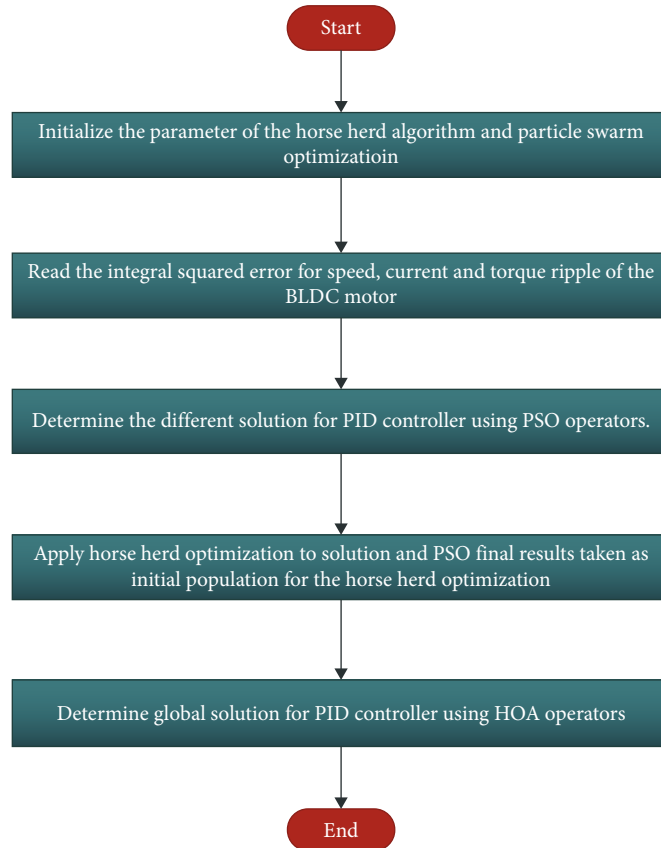 Start
Initialize the parameter of the horse herd algorithm and particle swarm
optimizatioin
Read the integral squared error for speed, current and torque ripple of the
BLDC motor
Determine the different solution for PID controller using PSO operators.
Apply horse herd optimization to solution and PSO final results taken as
initial population for the horse herd optimization
Determine global solution for PID controller using HOA operators
End